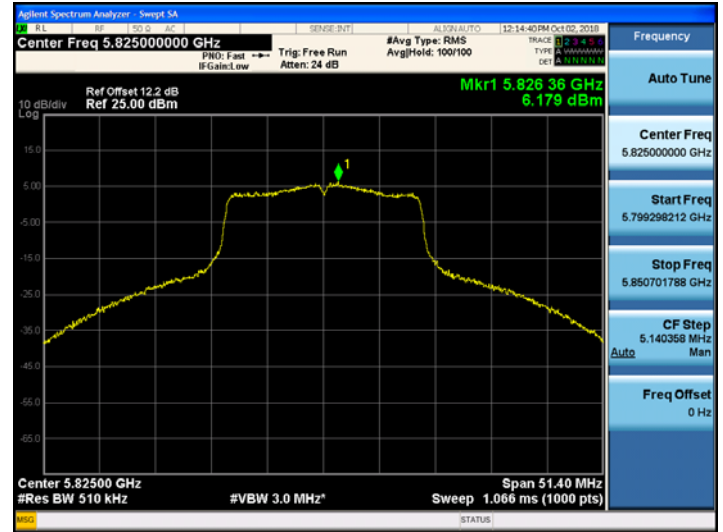 Agilent Spectrum Analyzer - Swept SA
RL RF 50 Ω AC SENSE:INT ALIGN AUTO 12:14:40 PM Oct 02, 2018
Center Freq 5.825000000 GHz
PNO: Fast
IFGain:Low
Trig: Free Run
Atten: 24 dB
#Avg Type: RMS
Avg|Hold: 100/100
TRACE 1 2 3 4 5 6
TYPE
DET A N N N N N
Frequency
Ref Offset 12.2 dB
10 dB/div Ref 25.00 dBm
Log
Mkr1 5.826 36 GHz
6.179 dBm
15.0
5.00
-5.00
-15.0
-25.0
-35.0
-45.0
-55.0
-65.0
1
Center 5.82500 GHz
#Res BW 510 kHz
#VBW 3.0 MHz*
Span 51.40 MHz
Sweep 1.066 ms (1000 pts)
Auto Tune
Center Freq
5.825000000 GHz
Start Freq
5.799298212 GHz
Stop Freq
5.850701788 GHz
CF Step
5.140358 MHz
Auto Man
Freq Offset
0 Hz
MSG STATUS